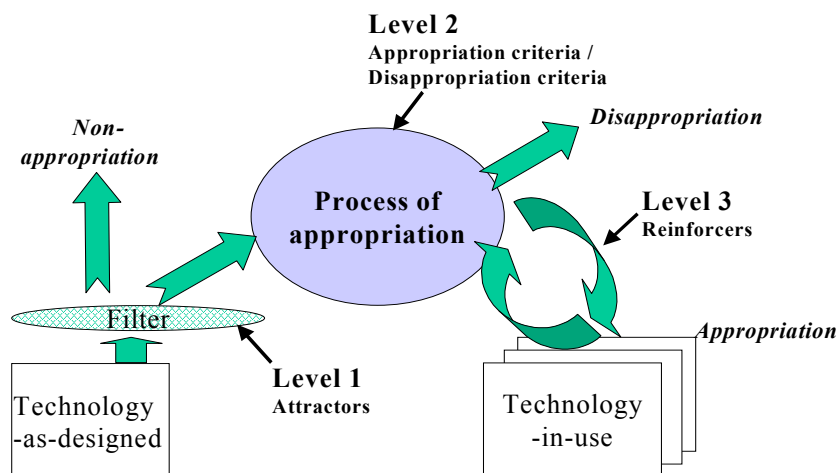 Level 2
Appropriation criteria /
Disappropriation criteria
Non-
appropriation
Disappropriation
Process of
appropriation
Level 3
Reinforcers
Filter
Appropriation
Level 1
Attractors
Technology
-as-designed
Technology
-in-use